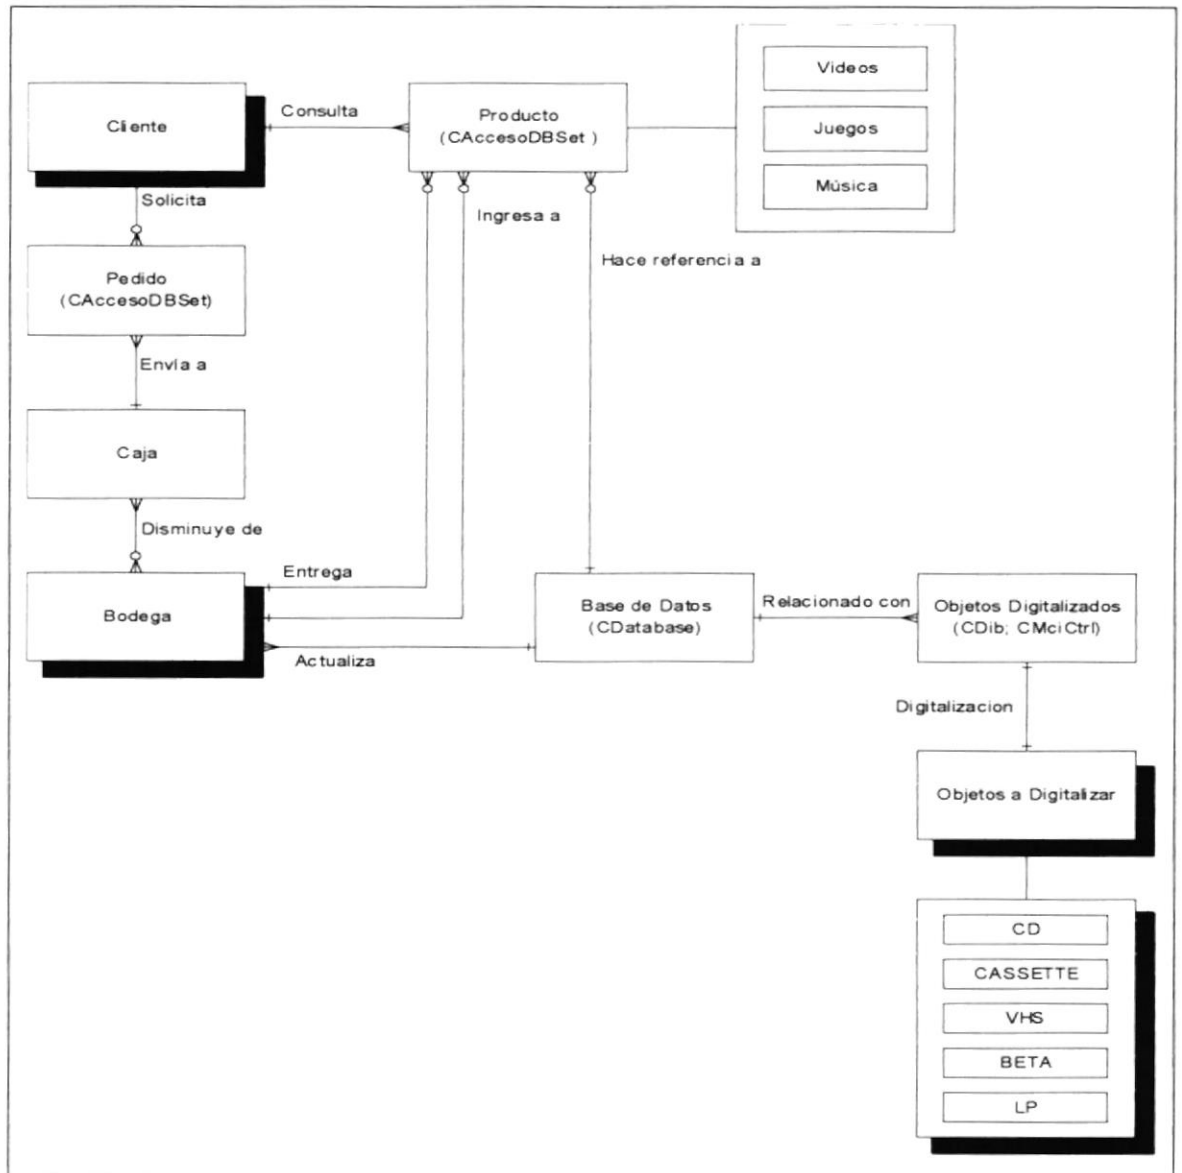 Videos
Cliente
Consulta
Producto
(CAccesoDBSet )
Juegos
Música
Solicita
Ingresa a
Hace referencia a
Pedido
(CAccesoDBSet)
Envía a
Caja
Disminuye de
Entrega
Bodega
Base de Datos
(CDatabase)
Relacionado con
Objetos Digitalizados
(CDib; CMciCtrl)
Actualiza
Digitalizacion
Objetos a Digitalizar
CD
CASSETTE
VHS
BETA
LP